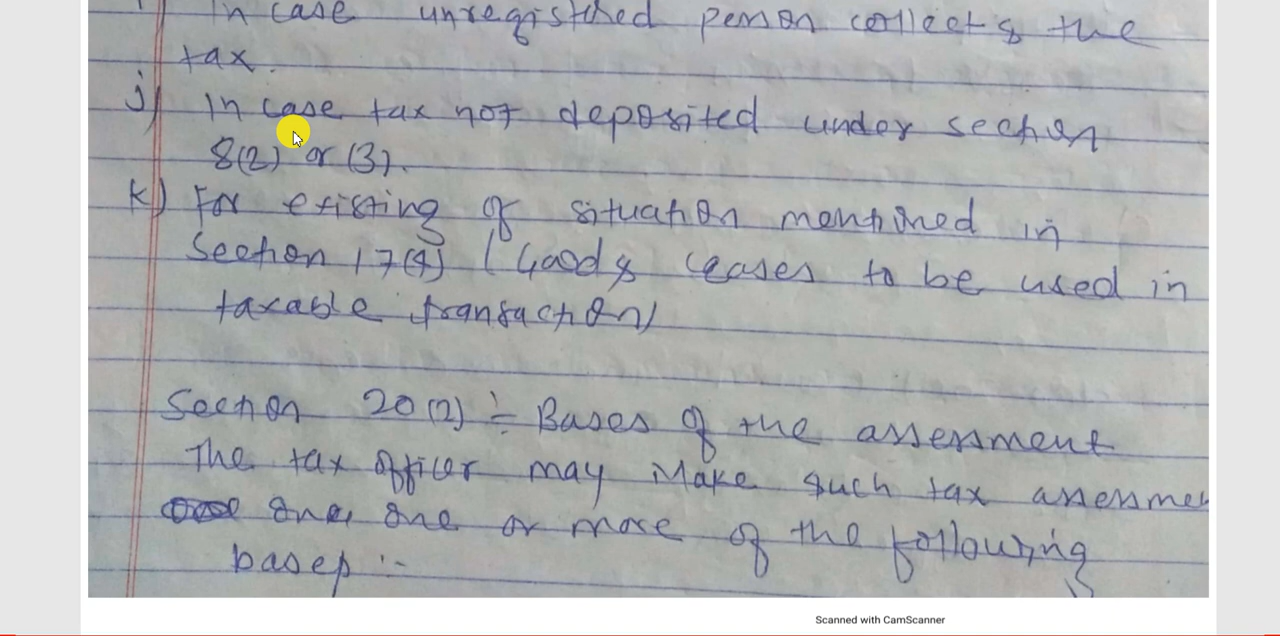 In case unregistered person collects the
tax.
j) In case tax not deposited under section
8(2) or (3).
k) For existing of situation mentioned in
section 17(4) (Goods ceases to be used in
taxable transaction)
Section 20(2) :- Bases of the assessment
The tax officer may make such tax assesme
one or more of the following
bases :-
Scanned with CamScanner